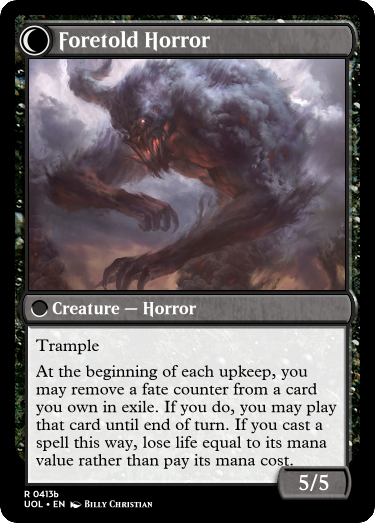 Foretold Horror
Creature — Horror
Trample
At the beginning of each upkeep, you
may remove a fate counter from a card
you own in exile. If you do, you may play
that card until end of turn. If you cast a
spell this way, lose life equal to its mana
value rather than pay its mana cost.
5/5
R 0413b
UOL • EN Billy Christian